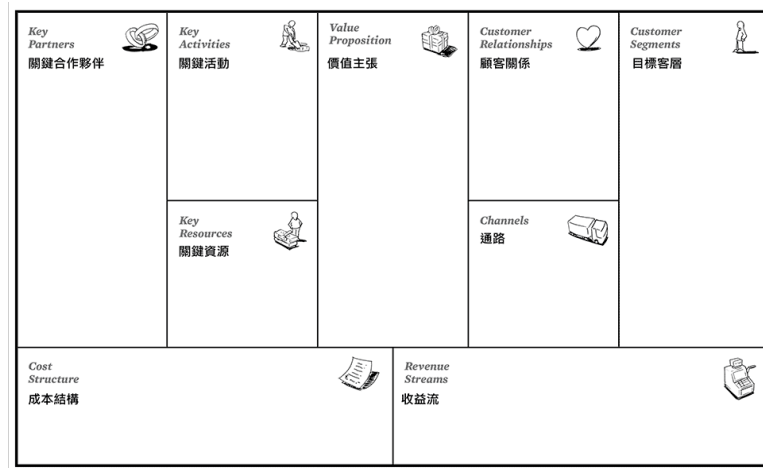 Key
Partners
關鍵合作夥伴
Key
Activities
關鍵活動
Value
Proposition
價值主張
Customer
Relationships
顧客關係
Customer
Segments
目標客層
Key
Resources
關鍵資源
Channels
通路
Cost
Structure
成本結構
Revenue
Streams
收益流